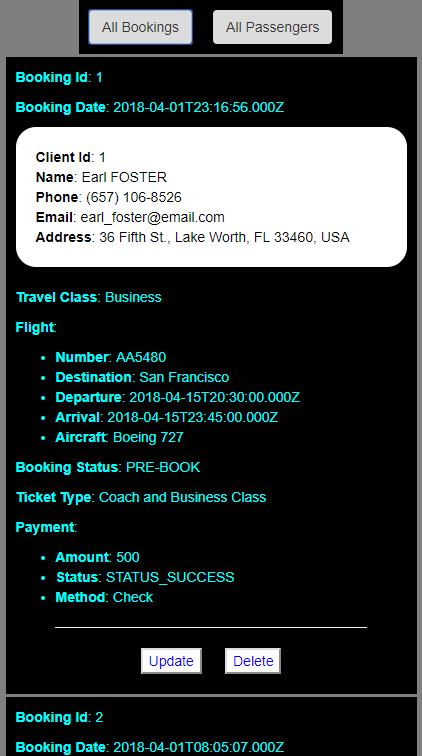 All Bookings All Passengers
Booking Id: 1
Booking Date: 2018-04-01T23:16:56.000Z
Client Id: 1
Name: Earl FOSTER
Phone: (657) 106-8526
Email: earl_foster@email.com
Address: 36 Fifth St., Lake Worth, FL 33460, USA
Travel Class: Business
Flight:
• Number: AA5480
• Destination: San Francisco
• Departure: 2018-04-15T20:30:00.000Z
• Arrival: 2018-04-15T23:45:00.000Z
• Aircraft: Boeing 727
Booking Status: PRE-BOOK
Ticket Type: Coach and Business Class
Payment:
• Amount: 500
• Status: STATUS_SUCCESS
• Method: Check
Update Delete
Booking Id: 2
Booking Date: 2018-04-01T08:05:07.000Z